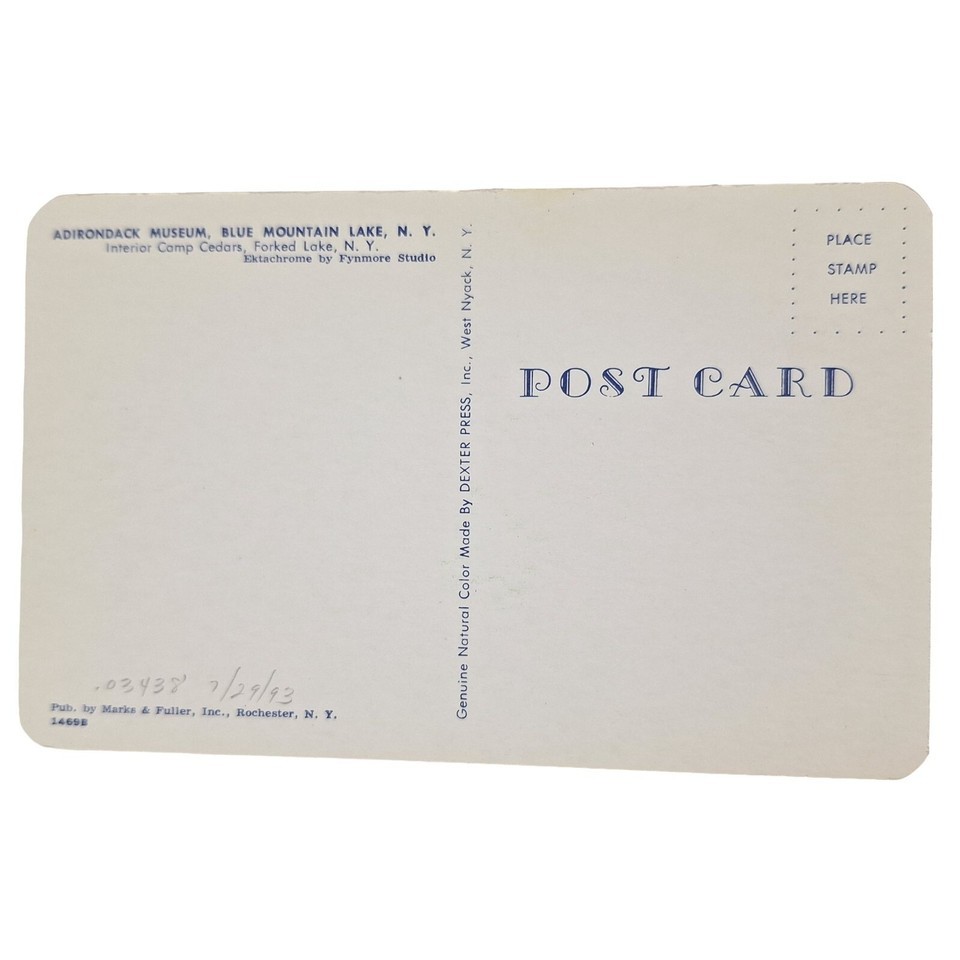 ADIRONDACK MUSEUM, BLUE MOUNTAIN LAKE, N. Y.
Interior Camp Cedars, Forked Lake, N. Y.
Ektachrome by Fynmore Studio
.03438 7/29/93
Pub. by Marks & Fuller, Inc., Rochester, N. Y.
1469B
Genuine Natural Color Made By DEXTER PRESS, Inc., West Nyack, N. Y.
PLACE
STAMP
HERE
POST CARD